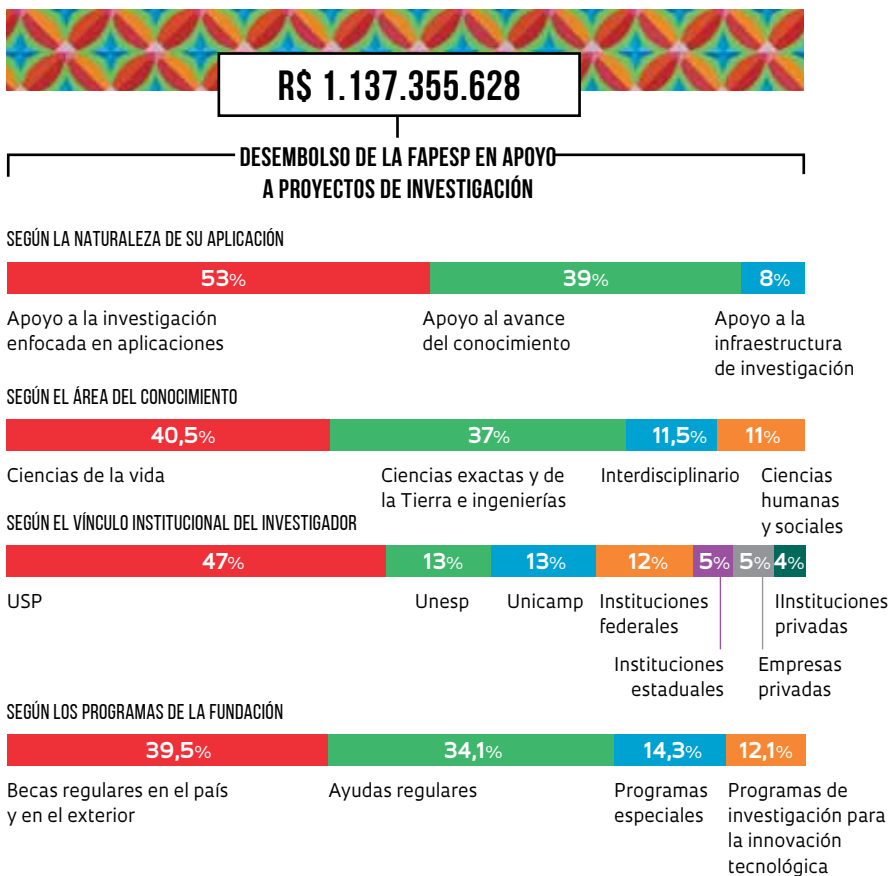 R$ 1.137.355.628
DESEMBOLSO DE LA FAPESP EN APOYO
A PROYECTOS DE INVESTIGACIÓN
SEGÚN LA NATURALEZA DE SU APLICACIÓN
53% 39% 8%
Apoyo a la investigación
enfocada en aplicaciones
Apoyo al avance
del conocimiento
Apoyo a la
infraestructura
de investigación
SEGÚN EL ÁREA DEL CONOCIMIENTO
40,5% 37% 11,5% 11%
Ciencias de la vida
Ciencias exactas y de
la Tierra e ingenierías
Interdisciplinario
Ciencias
humanas
y sociales
SEGÚN EL VÍNCULO INSTITUCIONAL DEL INVESTIGADOR
47% 13% 13% 12% 5% 5% 4%
USP
Unesp
Unicamp
Instituciones
federales
Instituciones
estaduales
Empresas
privadas
IInstituciones
privadas
SEGÚN LOS PROGRAMAS DE LA FUNDACIÓN
39,5% 34,1% 14,3% 12,1%
Becas regulares en el país
y en el exterior
Ayudas regulares
Programas
especiales
Programas de
investigación para
la innovación
tecnológica